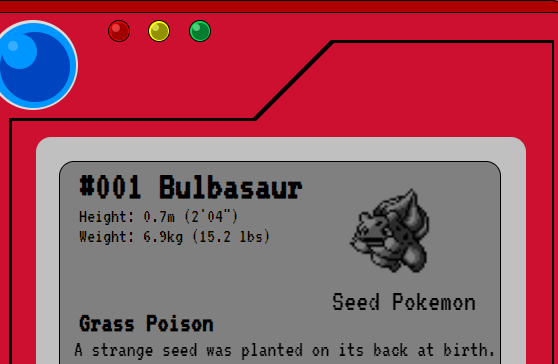 #001 Bulbasaur
Height: 0.7m (2'04")
Weight: 6.9kg (15.2 lbs)
Seed Pokemon
Grass Poison
A strange seed was planted on its back at birth.